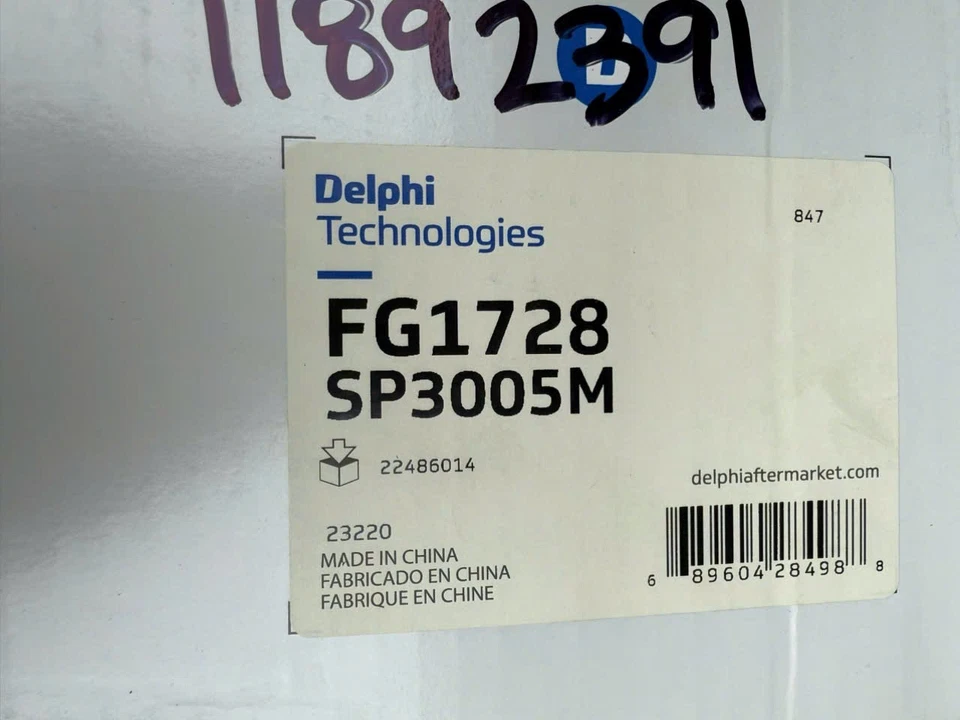 11892391
Delphi
Technologies
847
FG1728
SP3005M
22486014
delphiaftermarket.com
23220
MADE IN CHINA
FABRICADO EN CHINA
FABRIQUE EN CHINE
6 89604 28498 8